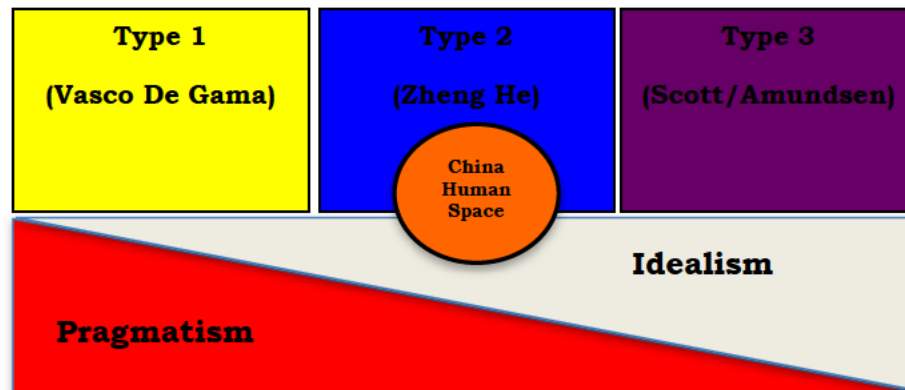 Type 1
(Vasco De Gama)
Type 2
(Zheng He)
Type 3
(Scott/Amundsen)
China
Human
Space
Idealism
Pragmatism